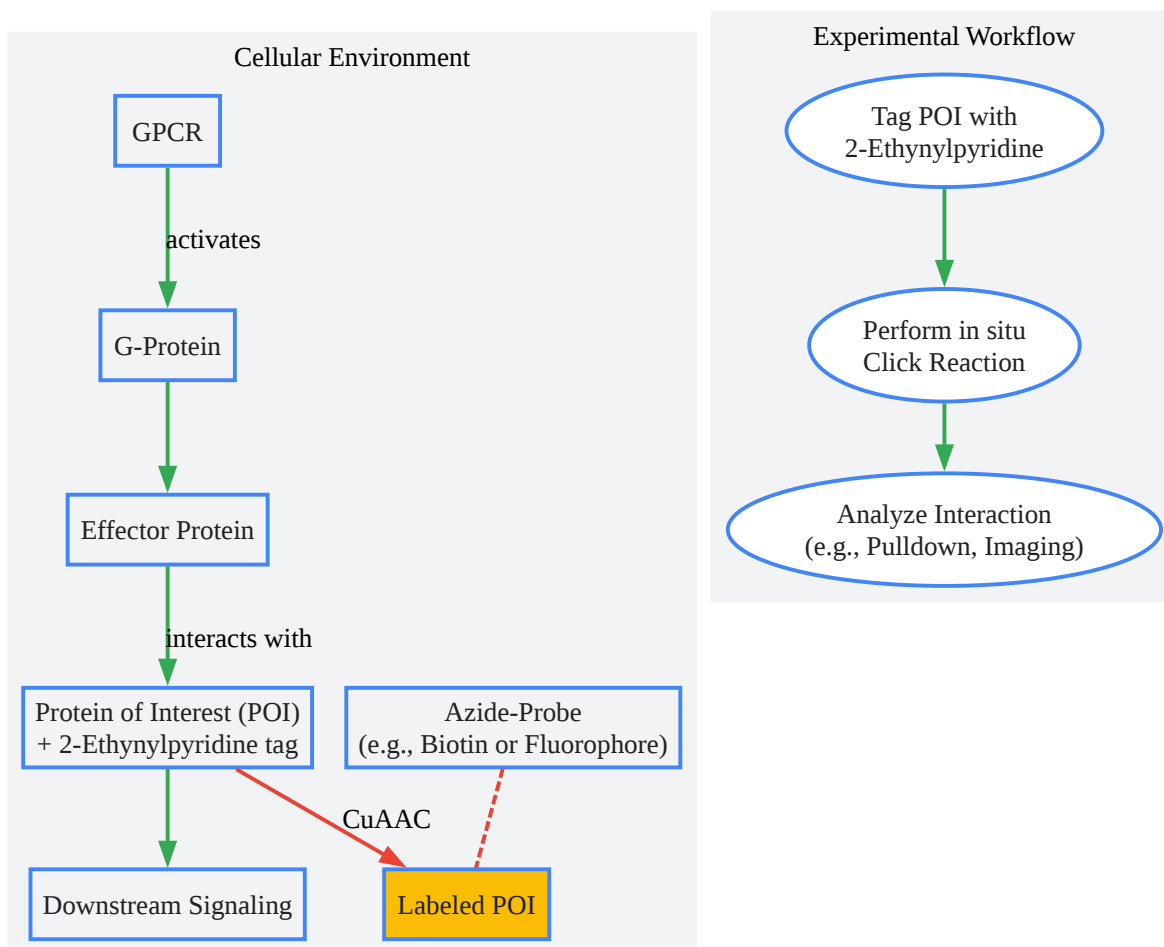 Cellular Environment
GPCR
activates
G-Protein
Effector Protein
interacts with
Protein of Interest (POI)
+ 2-Ethynylpyridine tag
Azide-Probe
(e.g., Biotin or Fluorophore)
CuAAC
Downstream Signaling
Labeled POI
Experimental Workflow
Tag POI with
2-Ethynylpyridine
Perform in situ
Click Reaction
Analyze Interaction
(e.g., Pulldown, Imaging)